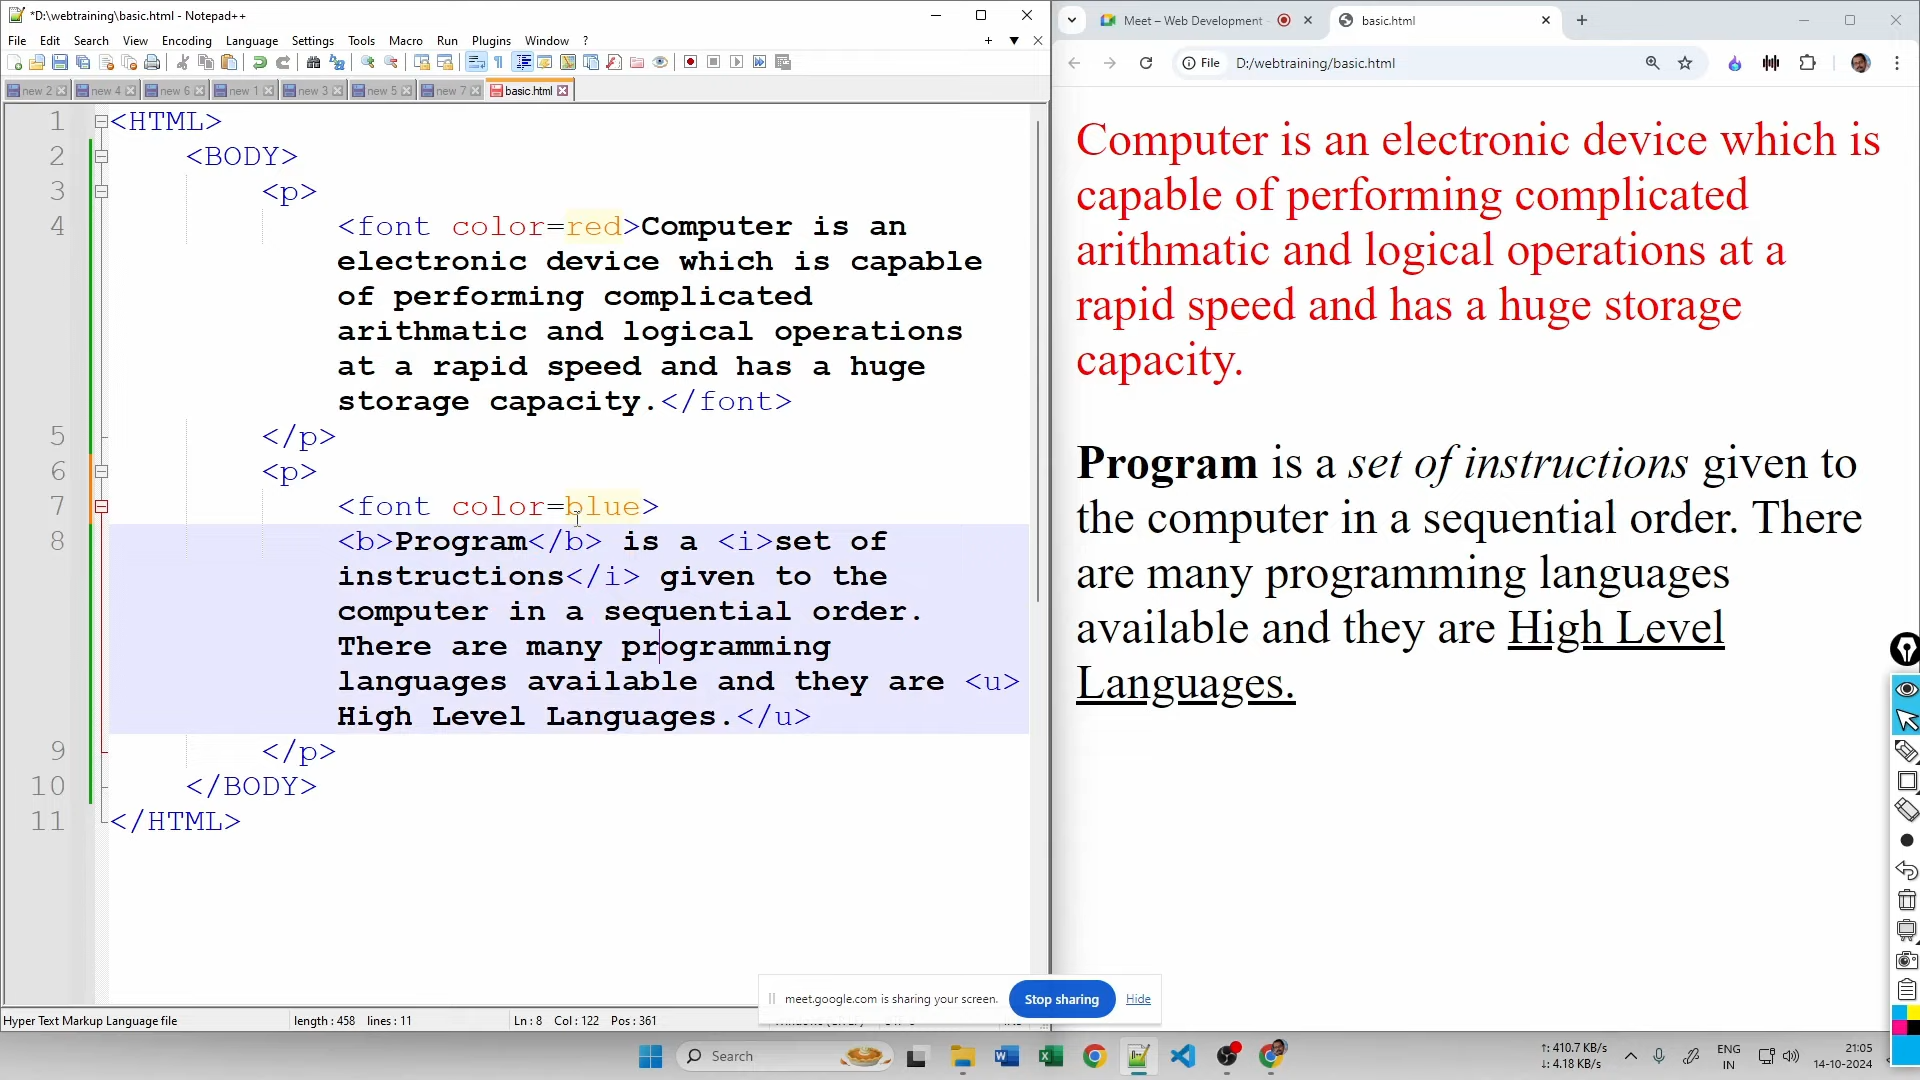 *D:\webtraining\basic.html - Notepad++
File Edit Search View Encoding Language Settings Tools Macro Run Plugins Window ?
new 2 new 4 new 6 new 1 new 3 new 5 new 7 basic.html
1 <HTML>
2 <BODY>
3 <p>
4 <font color=red>Computer is an
electronic device which is capable
of performing complicated
arithmatic and logical operations
at a rapid speed and has a huge
storage capacity.</font>
5 </p>
6 <p>
7 <font color=blue>
8 <b>Program</b> is a <i>set of
instructions</i> given to the
computer in a sequential order.
There are many programming
languages available and they are <u>
High Level Languages.</u>
9 </p>
10 </BODY>
11 </HTML>
Hyper Text Markup Language file length : 458 lines : 11 Ln : 8 Col : 122 Pos : 361
Meet – Web Development basic.html
File D:/webtraining/basic.html
Computer is an electronic device which is
capable of performing complicated
arithmatic and logical operations at a
rapid speed and has a huge storage
capacity.
Program is a set of instructions given to
the computer in a sequential order. There
are many programming languages
available and they are High Level
Languages.
meet.google.com is sharing your screen. Stop sharing Hide
Search
↑: 410.7 KB/s
↓: 4.18 KB/s
ENG
IN
21:05
14-10-2024